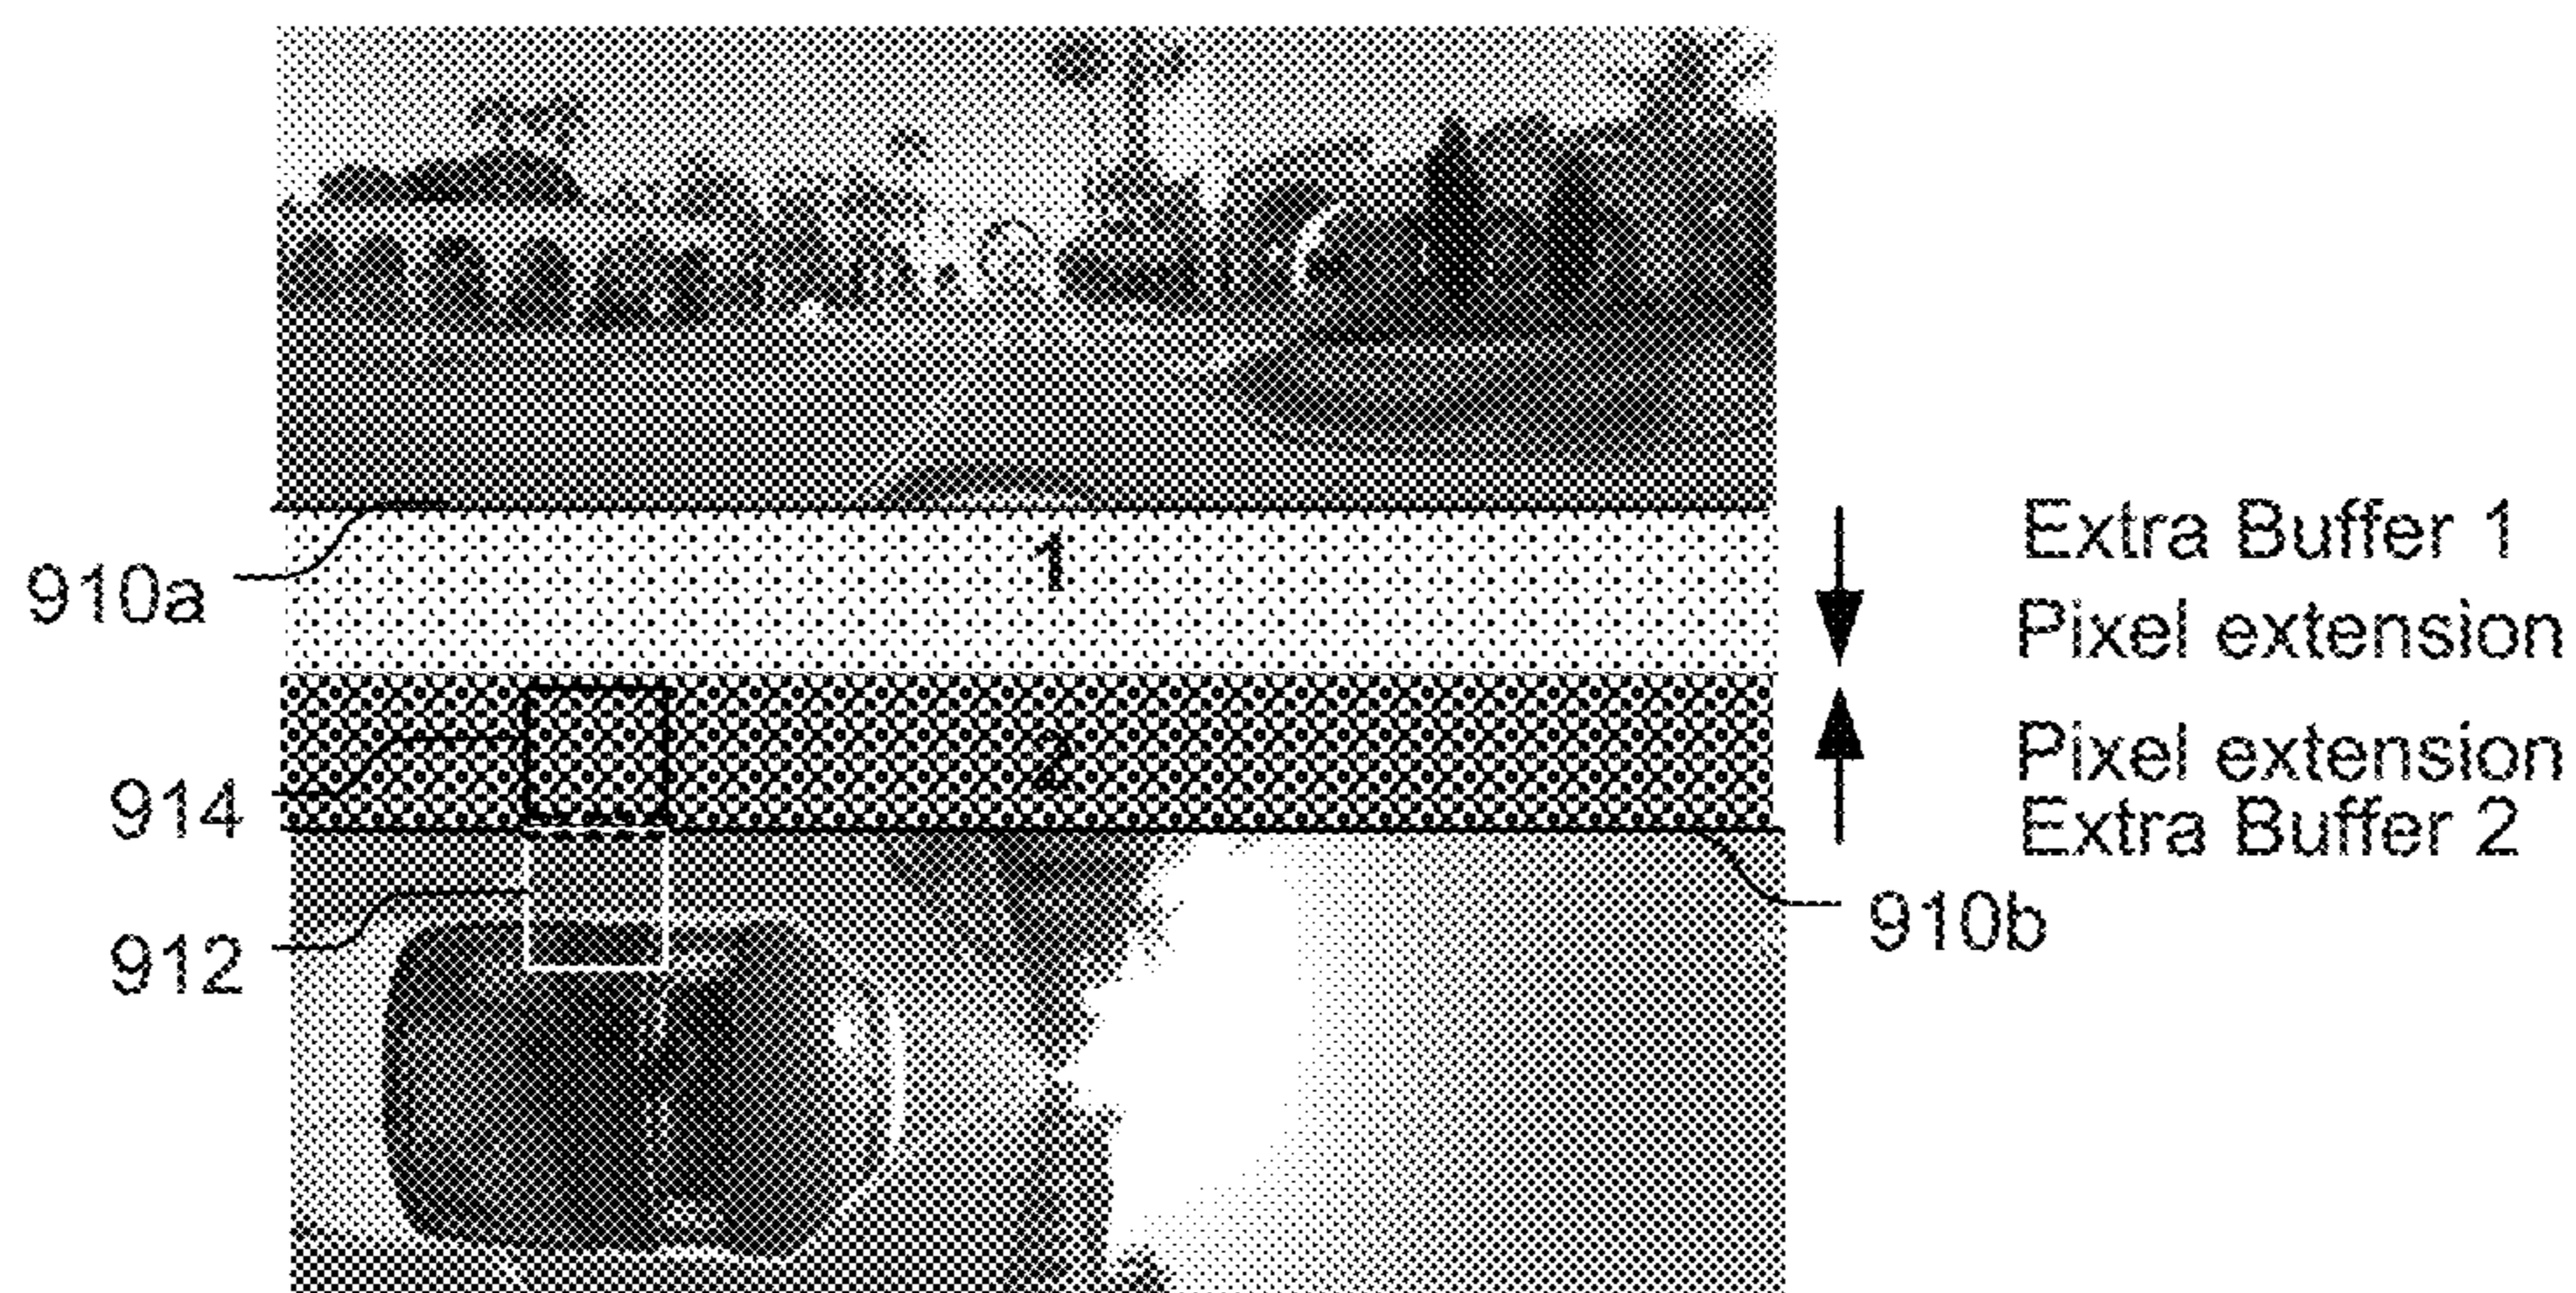 Extra Buffer 1
1
910a
Pixel extension
2
Pixel extension
914
Extra Buffer 2
912
910b